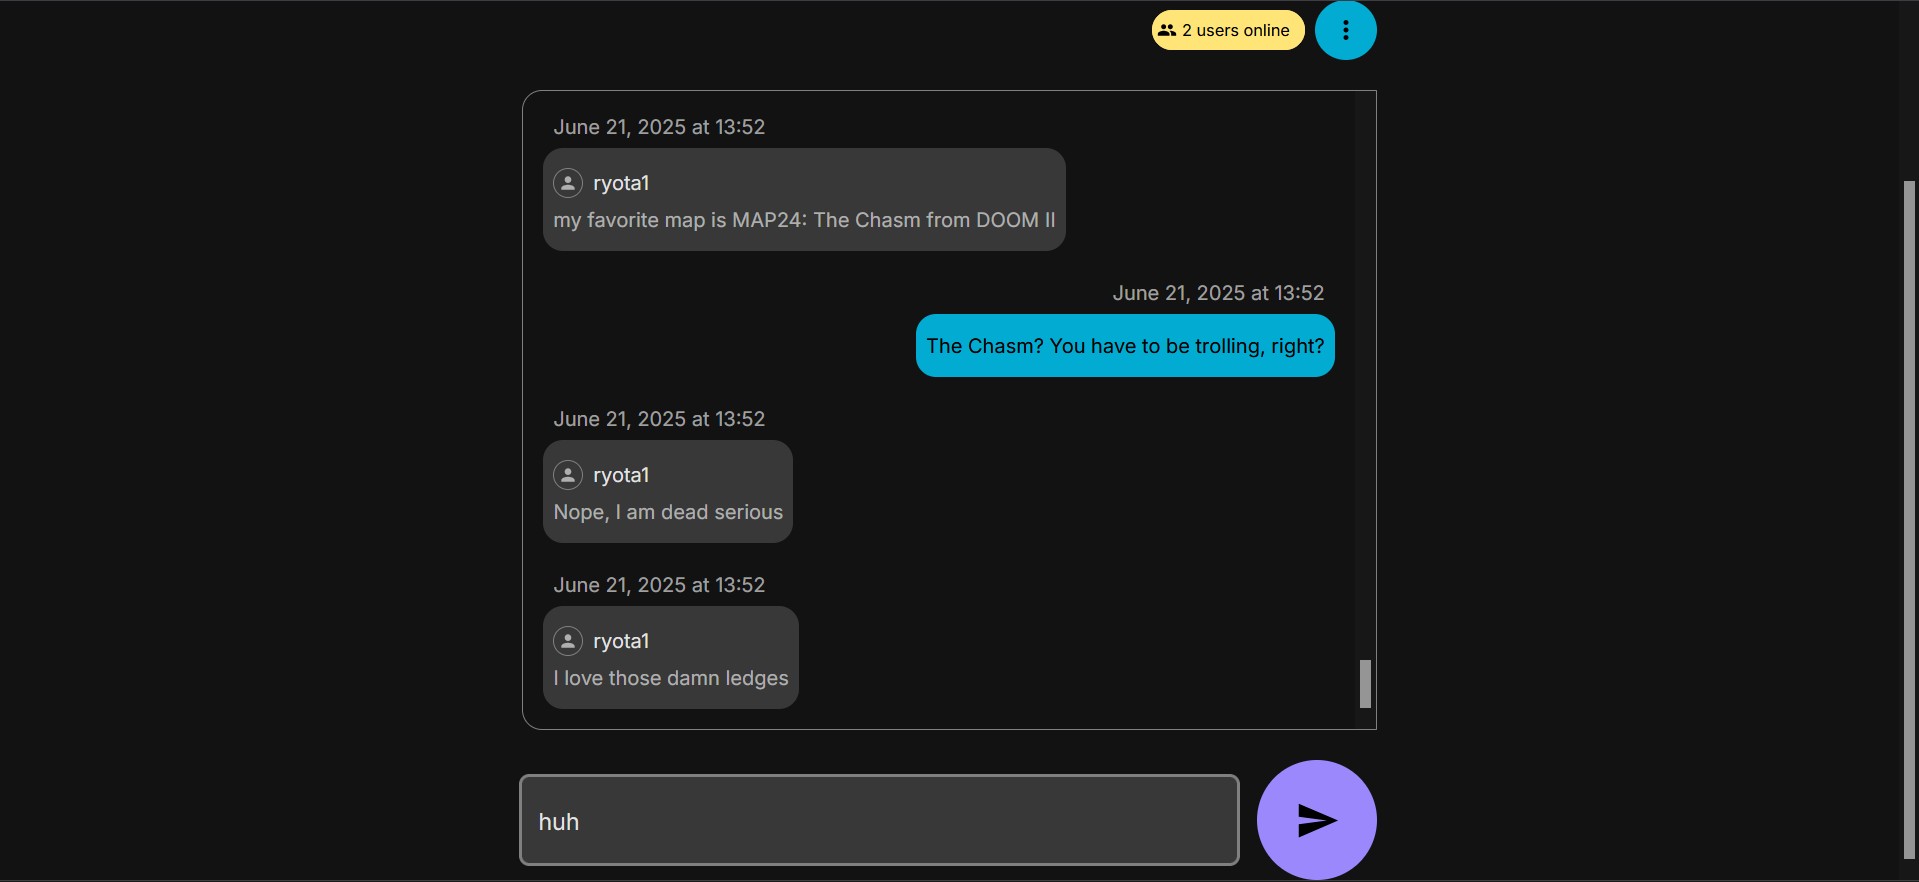 2 users online
June 21, 2025 at 13:52
ryota1
my favorite map is MAP24: The Chasm from DOOM II
June 21, 2025 at 13:52
The Chasm? You have to be trolling, right?
June 21, 2025 at 13:52
ryota1
Nope, I am dead serious
June 21, 2025 at 13:52
ryota1
I love those damn ledges
huh